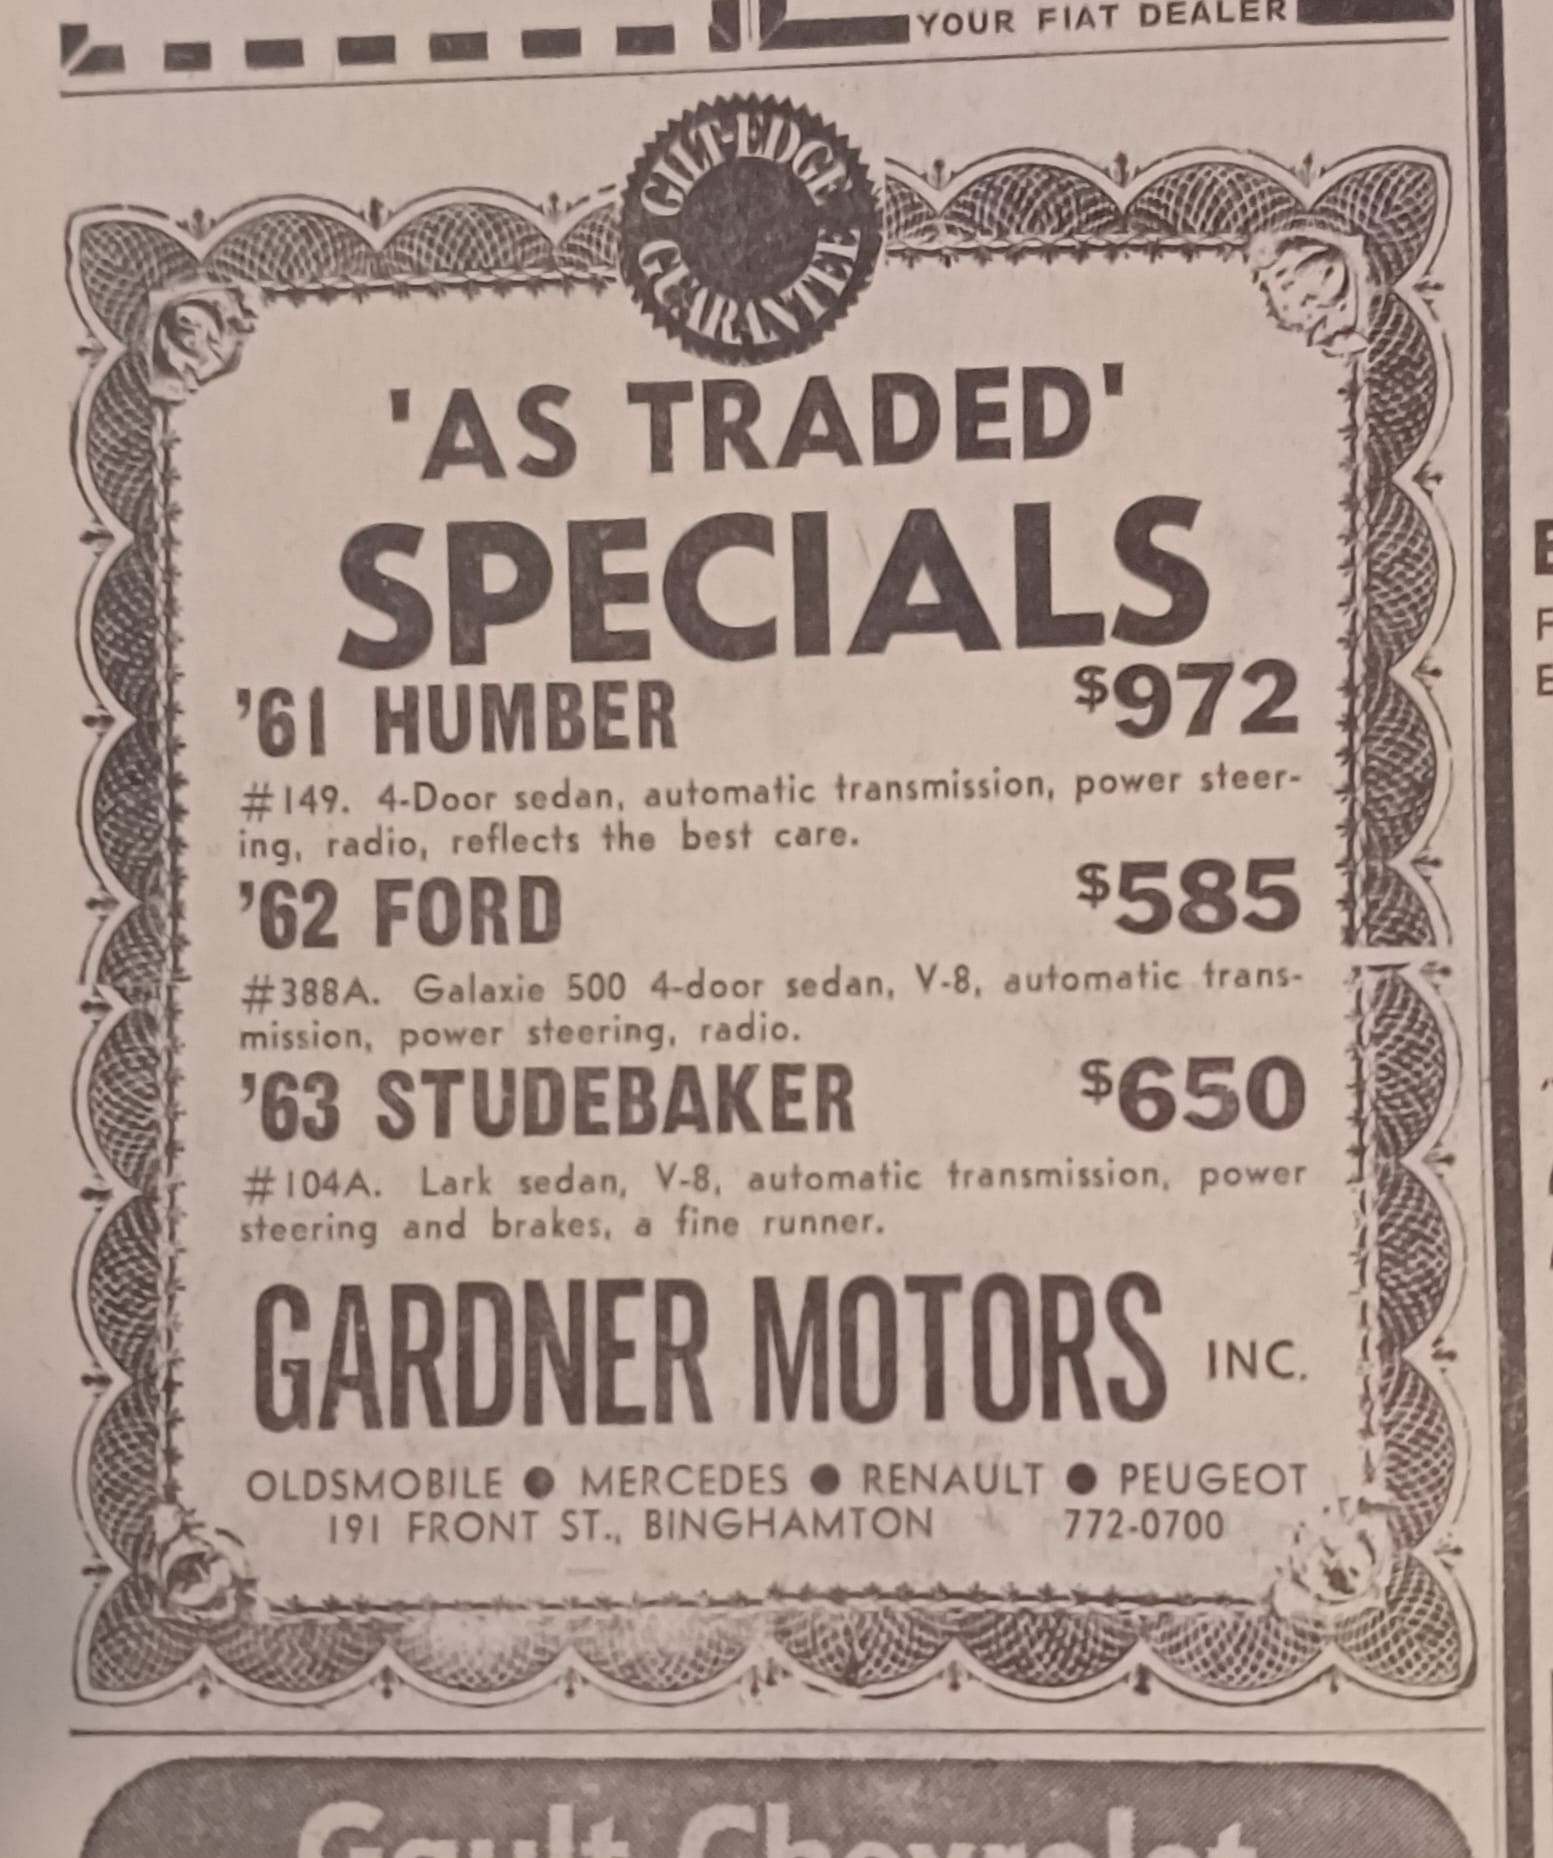 YOUR FIAT DEALER
GILT-EDGE
GUARANTEE
'AS TRADED'
SPECIALS
'61 HUMBER $972
#149. 4-Door sedan, automatic transmission, power steer-
ing, radio, reflects the best care.
'62 FORD $585
#388A. Galaxie 500 4-door sedan, V-8, automatic trans-
mission, power steering, radio.
'63 STUDEBAKER $650
#104A. Lark sedan, V-8, automatic transmission, power
steering and brakes, a fine runner.
GARDNER MOTORS INC.
OLDSMOBILE ● MERCEDES ● RENAULT ● PEUGEOT
191 FRONT ST., BINGHAMTON 772-0700
Gault Chevrolet